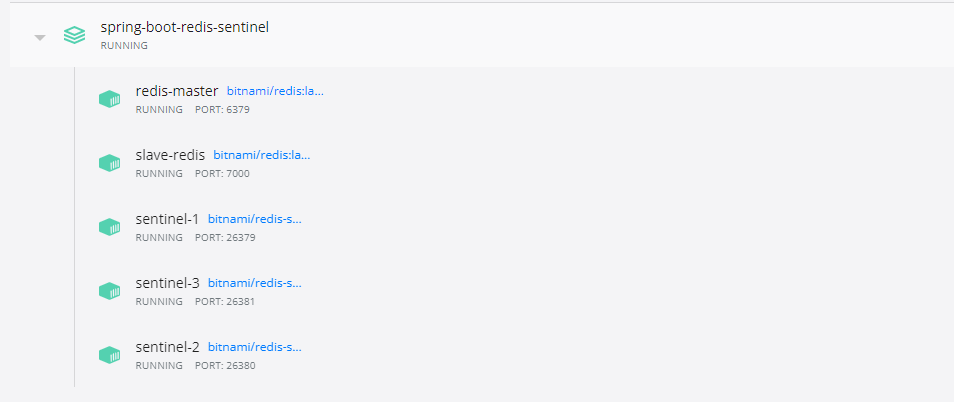 spring-boot-redis-sentinel
RUNNING
redis-master bitnami/redis:la...
RUNNING PORT: 6379
slave-redis bitnami/redis:la...
RUNNING PORT: 7000
sentinel-1 bitnami/redis-s...
RUNNING PORT: 26379
sentinel-3 bitnami/redis-s...
RUNNING PORT: 26381
sentinel-2 bitnami/redis-s...
RUNNING PORT: 26380